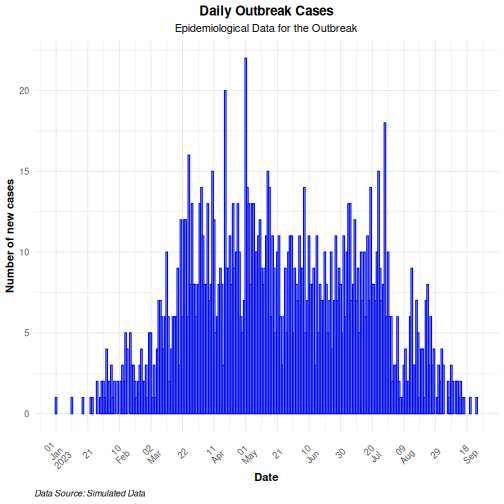 Daily Outbreak Cases
Epidemiological Data for the Outbreak
Number of new cases
20
15
10
5
0
01
Jan
2023
21
10
Feb
02
Mar
22
11
Apr
01
May
21
10
Jun
30
20
Jul
09
Aug
29
18
Sep
Date
Data Source: Simulated Data